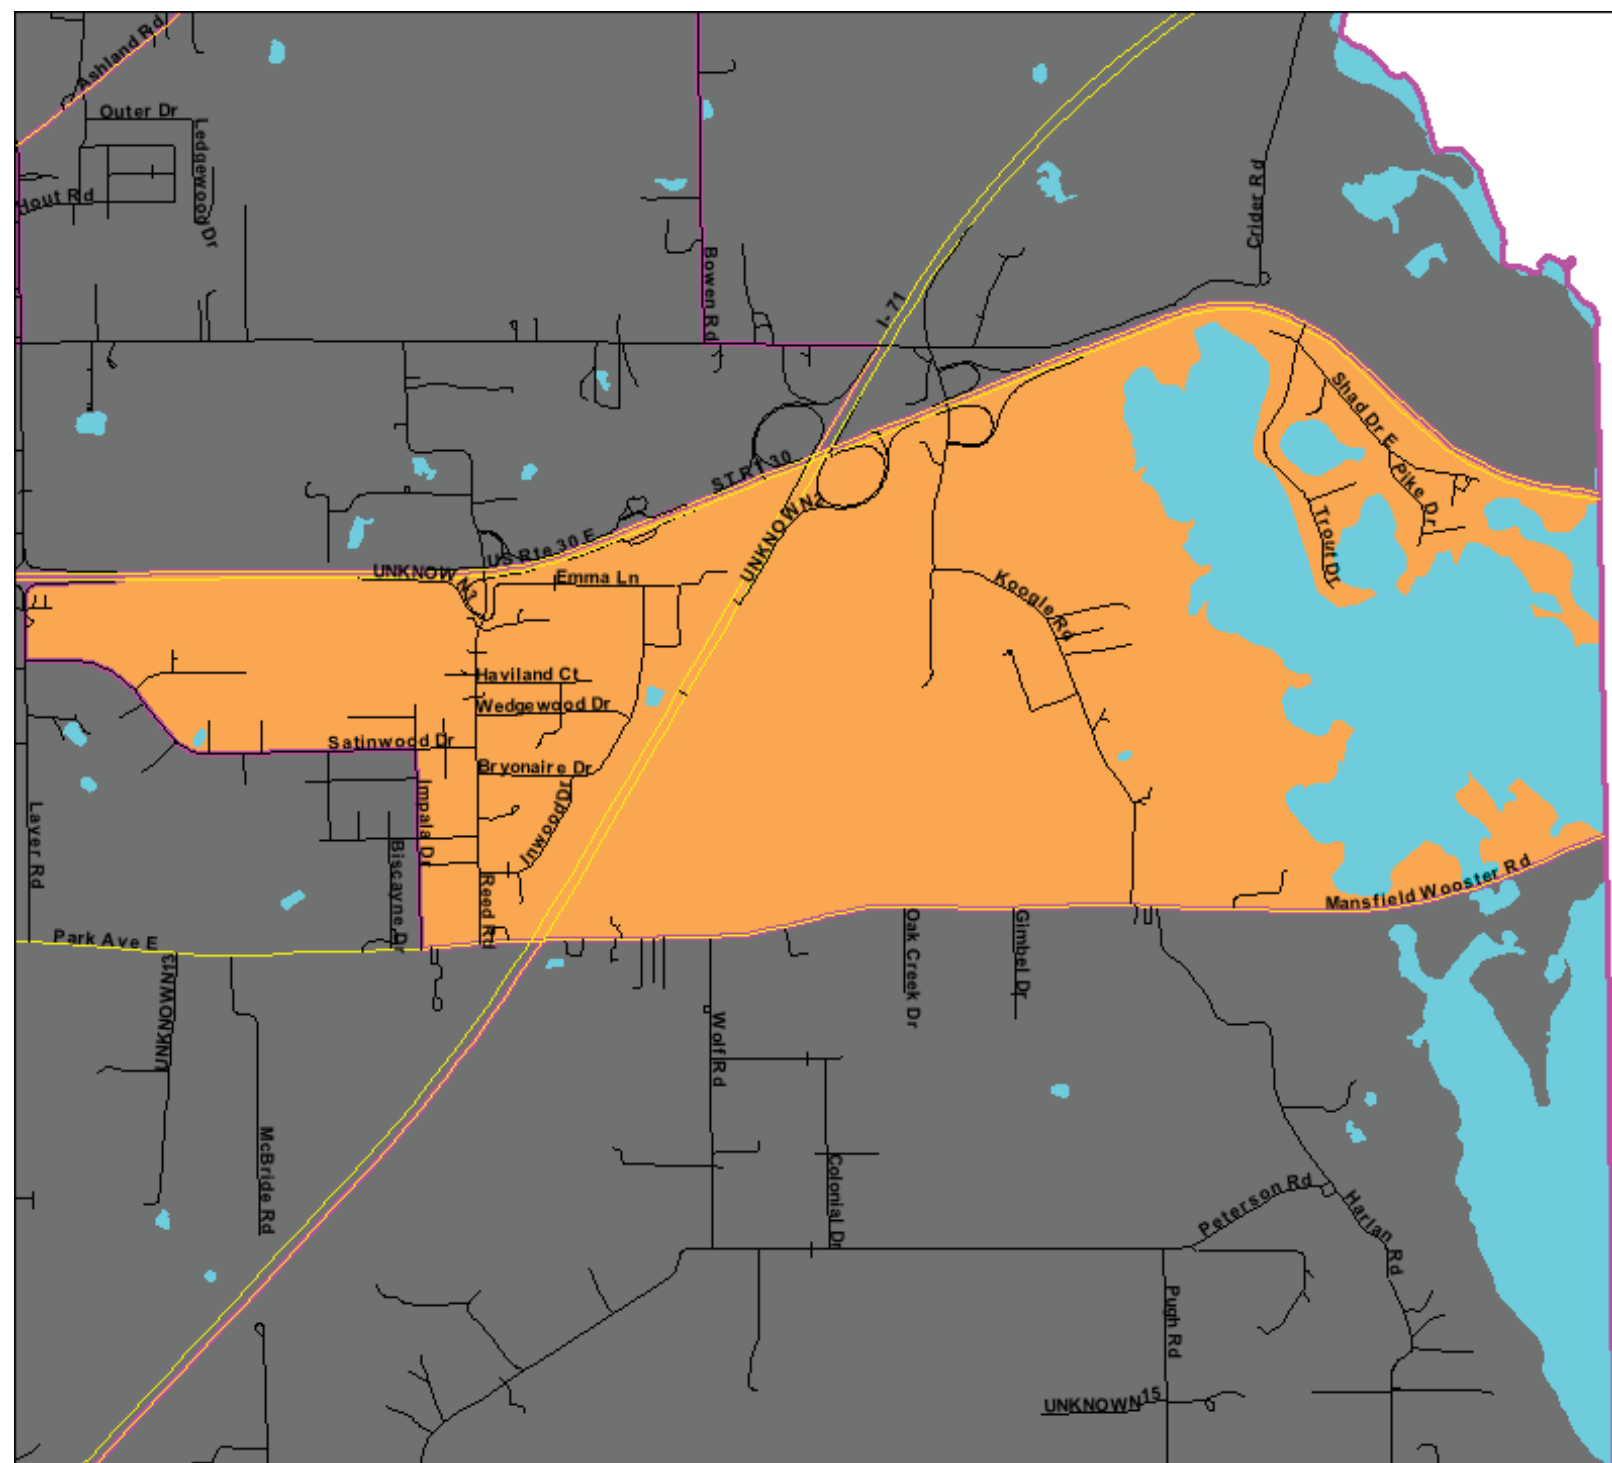 Ashland Rd
Outer Dr
Ledgewood Dr
Hout Rd
Crider Rd
Bowen Rd
I-71
Shad Dr E
ST RT 30
Pike Dr
UNKNOWN2
Trout Dr
US Rte 30 E
UNKNOWN3
Emma Ln
Koogle Rd
Haviland Ct
Wedgewood Dr
Satinwood Dr
Bryonaire Dr
Impala Dr
Inwood Dr
Layer Rd
Biscayne Dr
Reed Rd
Mansfield Wooster Rd
Park Ave E
Oak Creek Dr
Gimbel Dr
UNKNOWN13
Wolf Rd
McBride Rd
Colonial Dr
Peterson Rd
Harlan Rd
Pugh Rd
UNKNOWN15